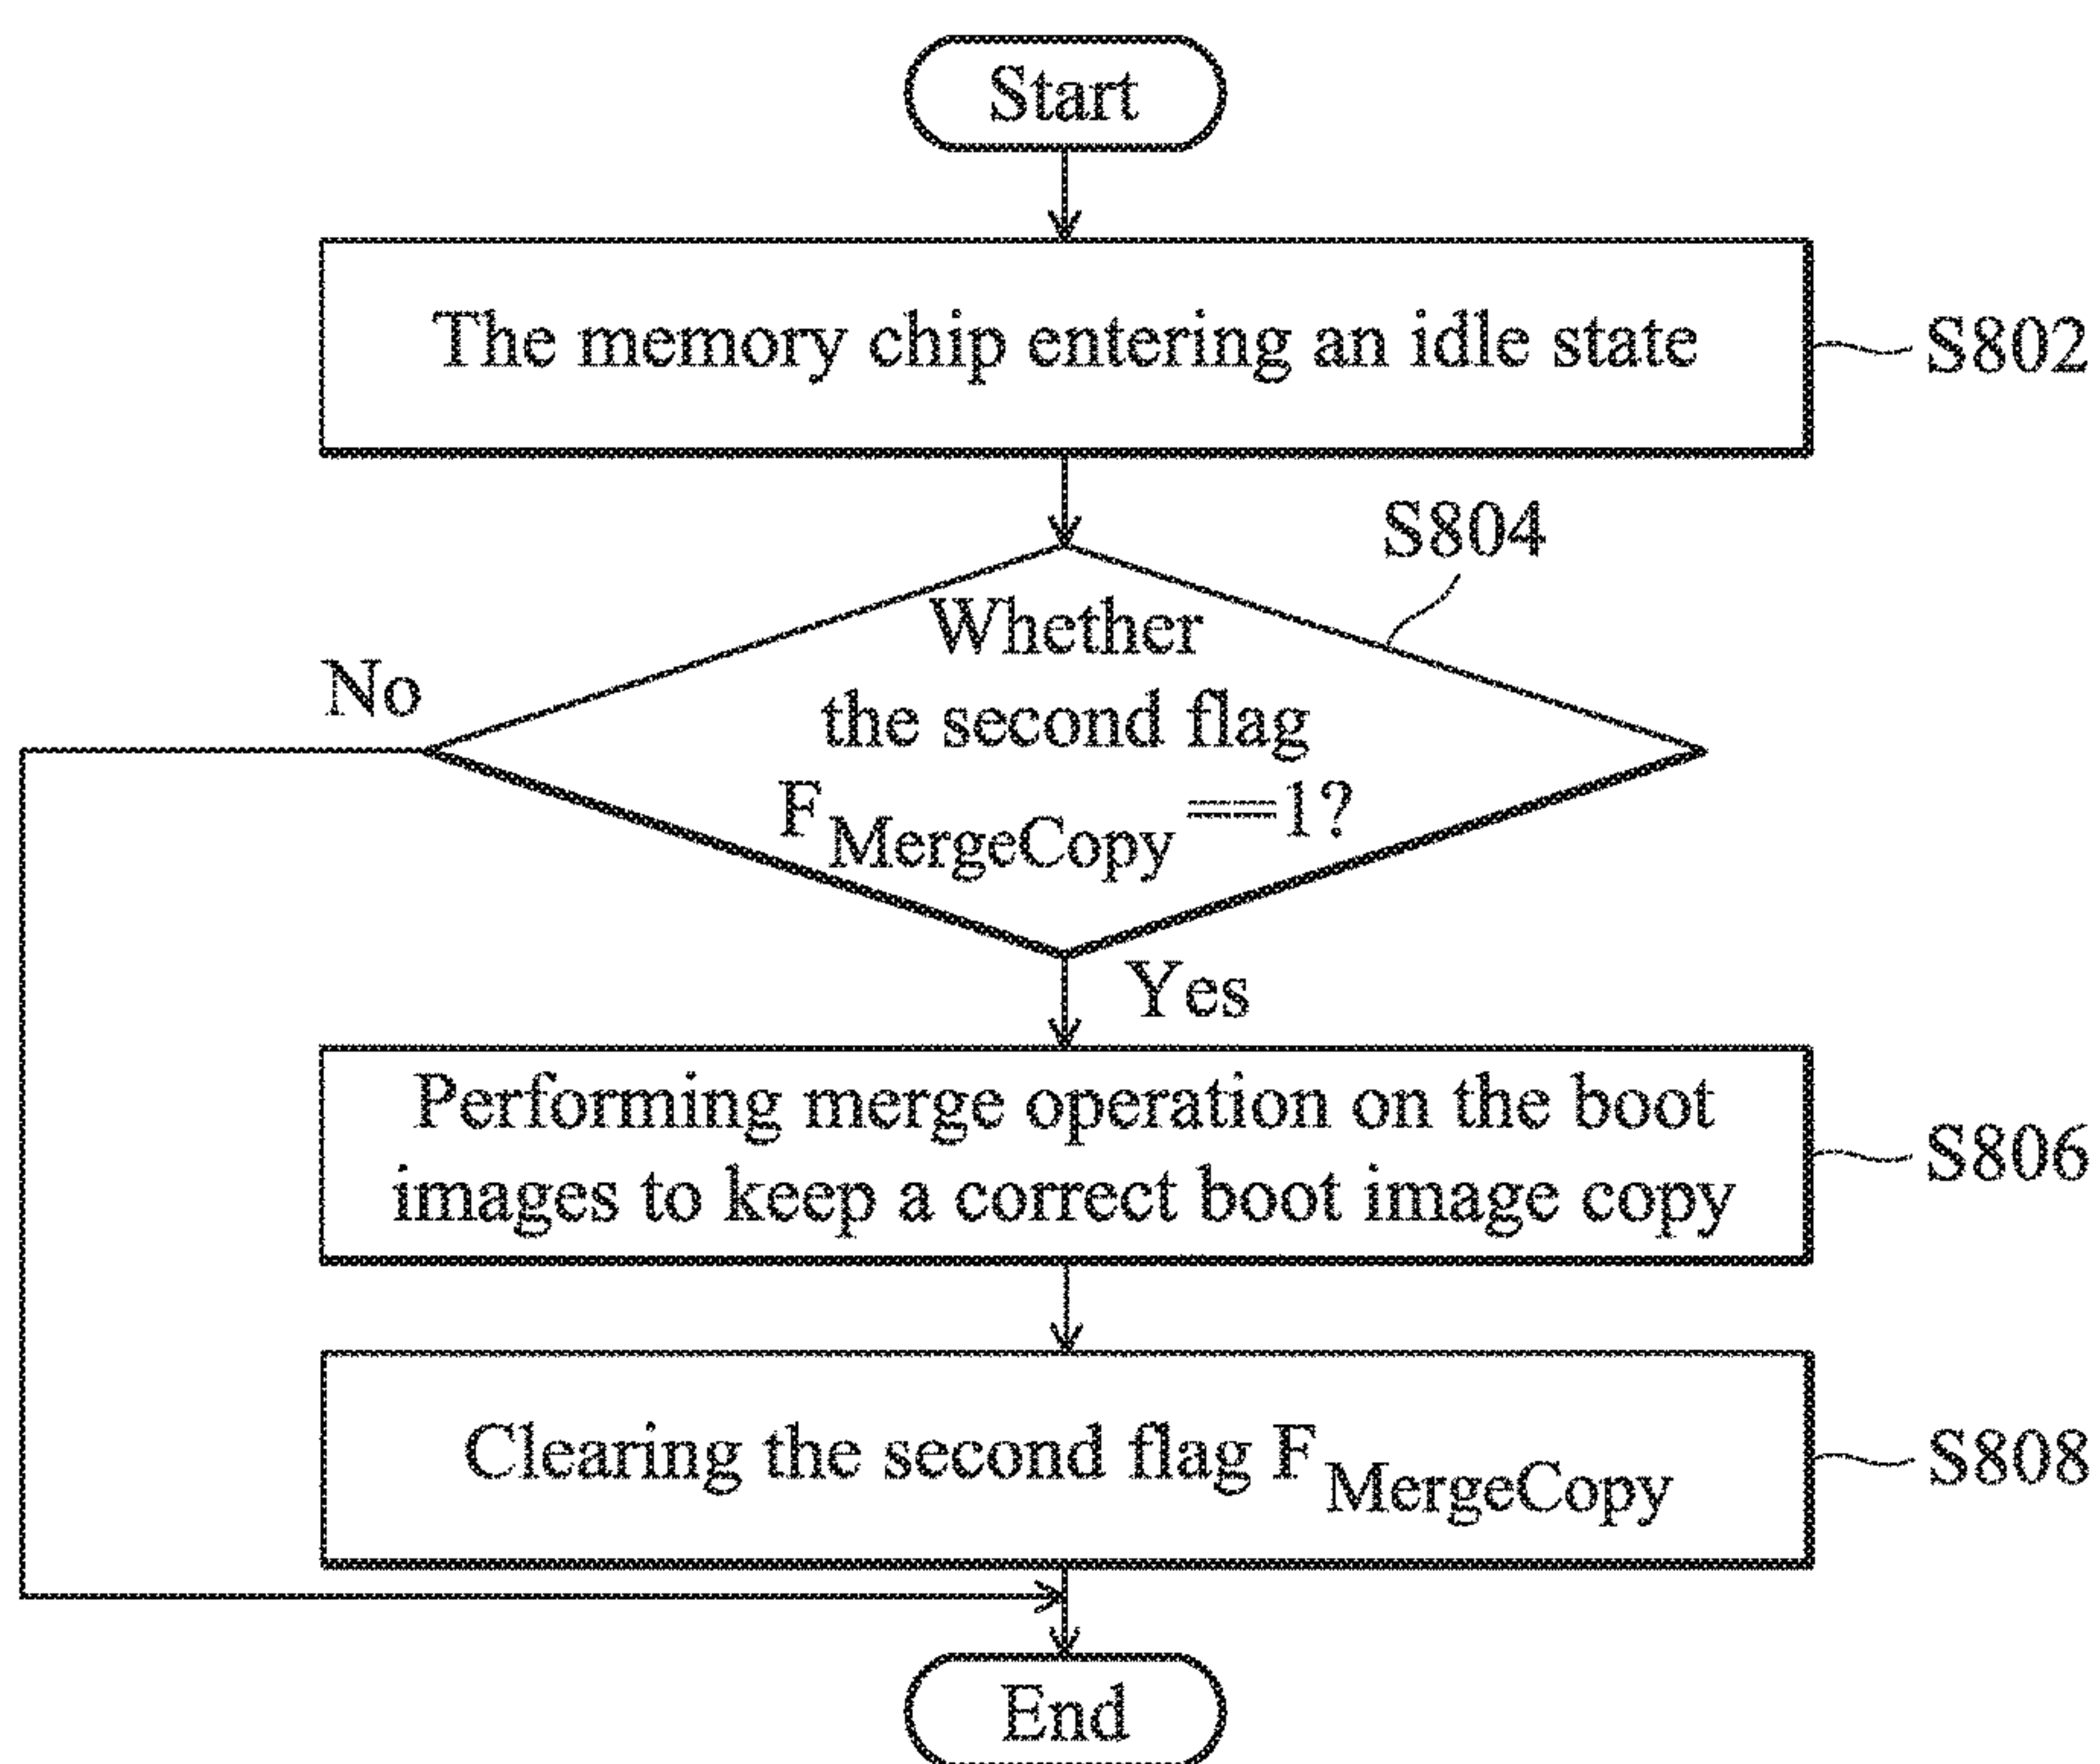 Start
The memory chip entering an idle state
S802
S804
Whether
the second flag
F MergeCopy ==1?
No
Yes
Performing merge operation on the boot
images to keep a correct boot image copy
S806
Clearing the second flag F MergeCopy
S808
End